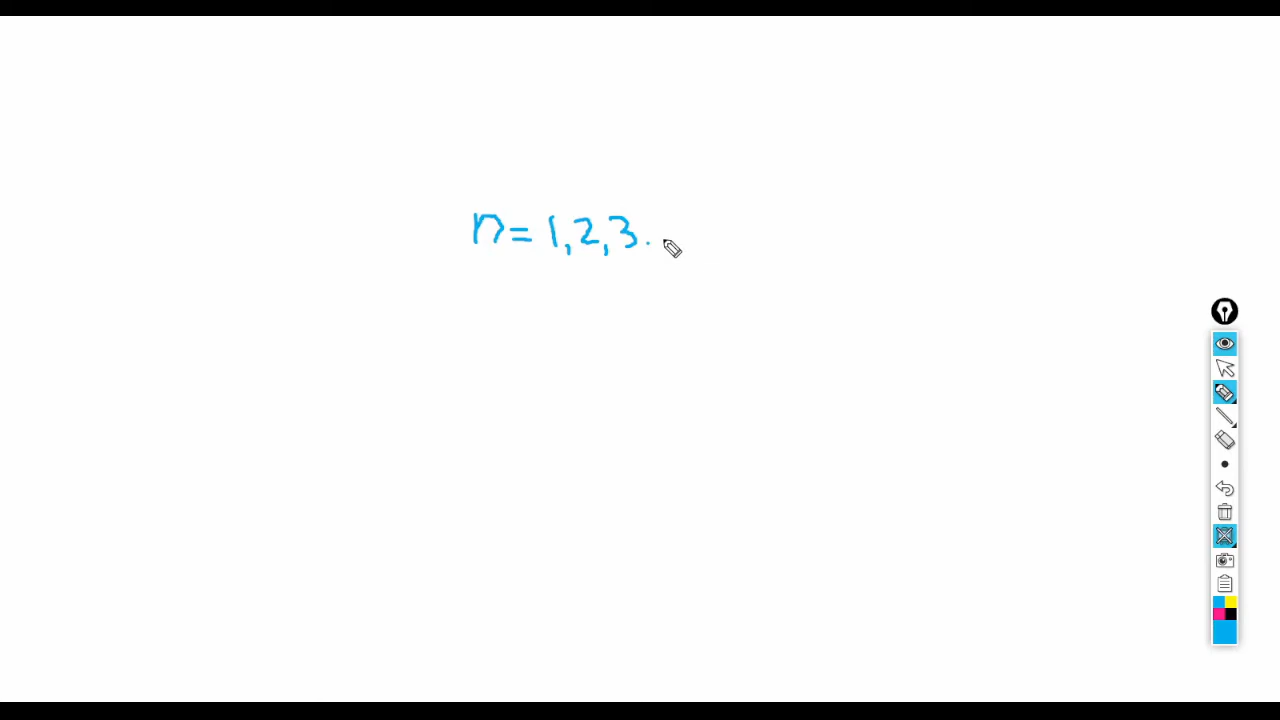 n = 1,2,3.